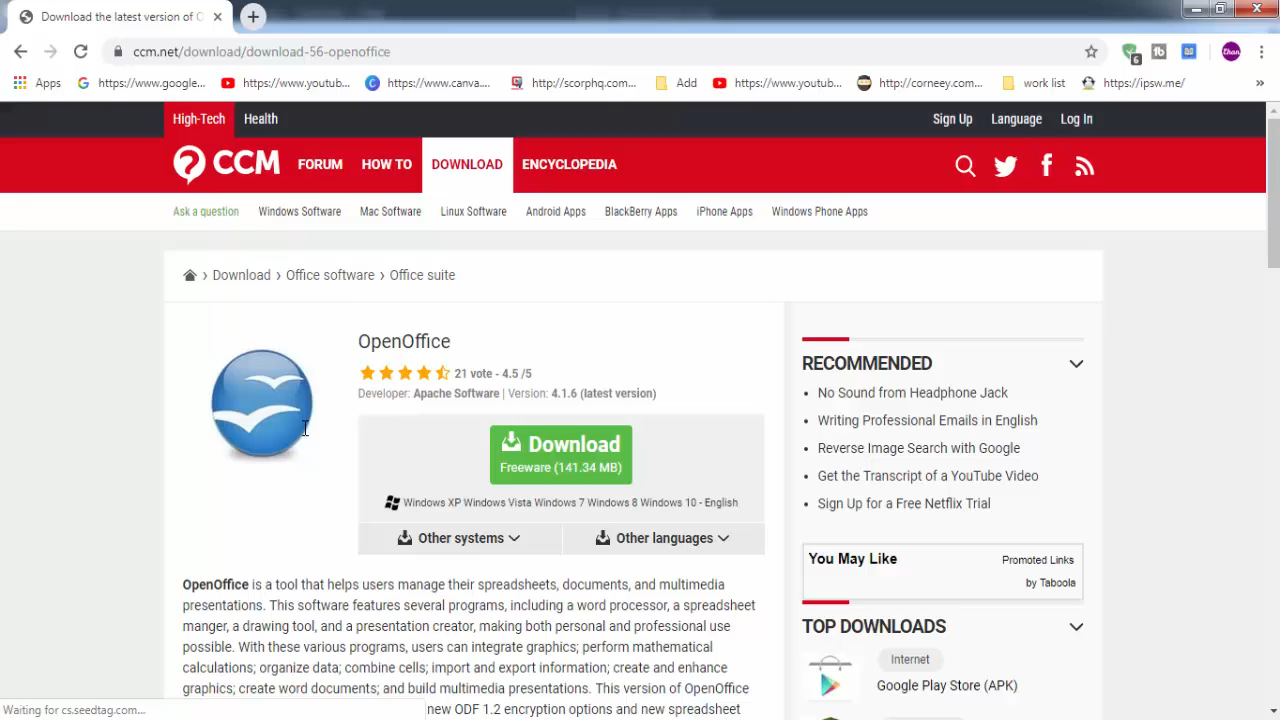 Download the latest version of O
ccm.net/download/download-56-openoffice
6
than
Apps
https://www.google...
https://www.youtub...
https://www.canva....
http://scorphq.com...
Add
https://www.youtub...
http://corneey.com...
work list
https://ipsw.me/
»
High-Tech
Health
Sign Up
Language
Log In
CCM
FORUM
HOW TO
DOWNLOAD
ENCYCLOPEDIA
Ask a question
Windows Software
Mac Software
Linux Software
Android Apps
BlackBerry Apps
iPhone Apps
Windows Phone Apps
› Download › Office software › Office suite
OpenOffice
21 vote - 4.5 /5
Developer: Apache Software | Version: 4.1.6 (latest version)
Download
Freeware (141.34 MB)
Windows XP Windows Vista Windows 7 Windows 8 Windows 10 - English
Other systems
Other languages
OpenOffice is a tool that helps users manage their spreadsheets, documents, and multimedia
presentations. This software features several programs, including a word processor, a spreadsheet
manger, a drawing tool, and a presentation creator, making both personal and professional use
possible. With these various programs, users can integrate graphics; perform mathematical
calculations; organize data; combine cells; import and export information; create and enhance
graphics; create word documents; and build multimedia presentations. This version of OpenOffice
new ODF 1.2 encryption options and new spreadsheet
RECOMMENDED
• No Sound from Headphone Jack
• Writing Professional Emails in English
• Reverse Image Search with Google
• Get the Transcript of a YouTube Video
• Sign Up for a Free Netflix Trial
You May Like
Promoted Links
by Taboola
TOP DOWNLOADS
Internet
Google Play Store (APK)
Waiting for cs.seedtag.com...